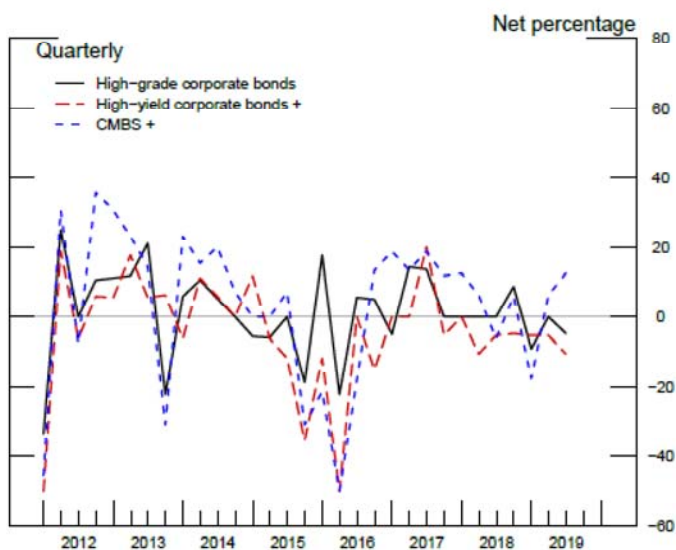 Net percentage
Quarterly
High-grade corporate bonds
High-yield corporate bonds +
CMBS +
80
60
40
20
0
-20
-40
-60
2012 2013 2014 2015 2016 2017 2018 2019